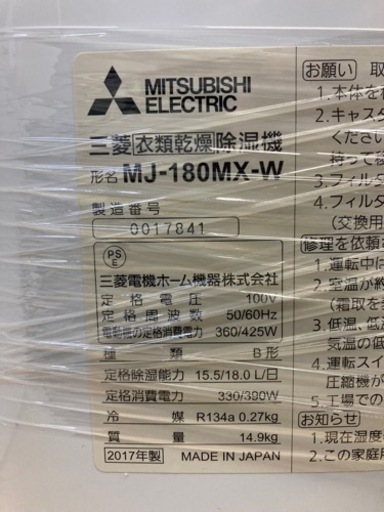 MITSUBISHI
ELECTRIC
三菱 衣類乾燥 除湿機
形名 MJ-180MX-W
製造番号
0017841
PS
E
三菱電機ホーム機器株式会社
定格電圧 100V
定格周波数 50/60Hz
電動機の定格消費電力 360/425W
種類 B形
定格除湿能力 15.5/18.0 L/日
定格消費電力 330/390W
冷媒 R134a 0.27kg
質量 14.9kg
2017年製 MADE IN JAPAN
お願い 取
1.本体を
2.キャスタ
ください
持って
3.フィルタ
4.フィルタ
(交換用
修理を依頼
1.運転中は
2.室温が
(霜取を
3.低温、低
気温の低
4.運転スイ
圧縮機が
5.工場での
お知らせ
1.現在湿度
2.この家庭